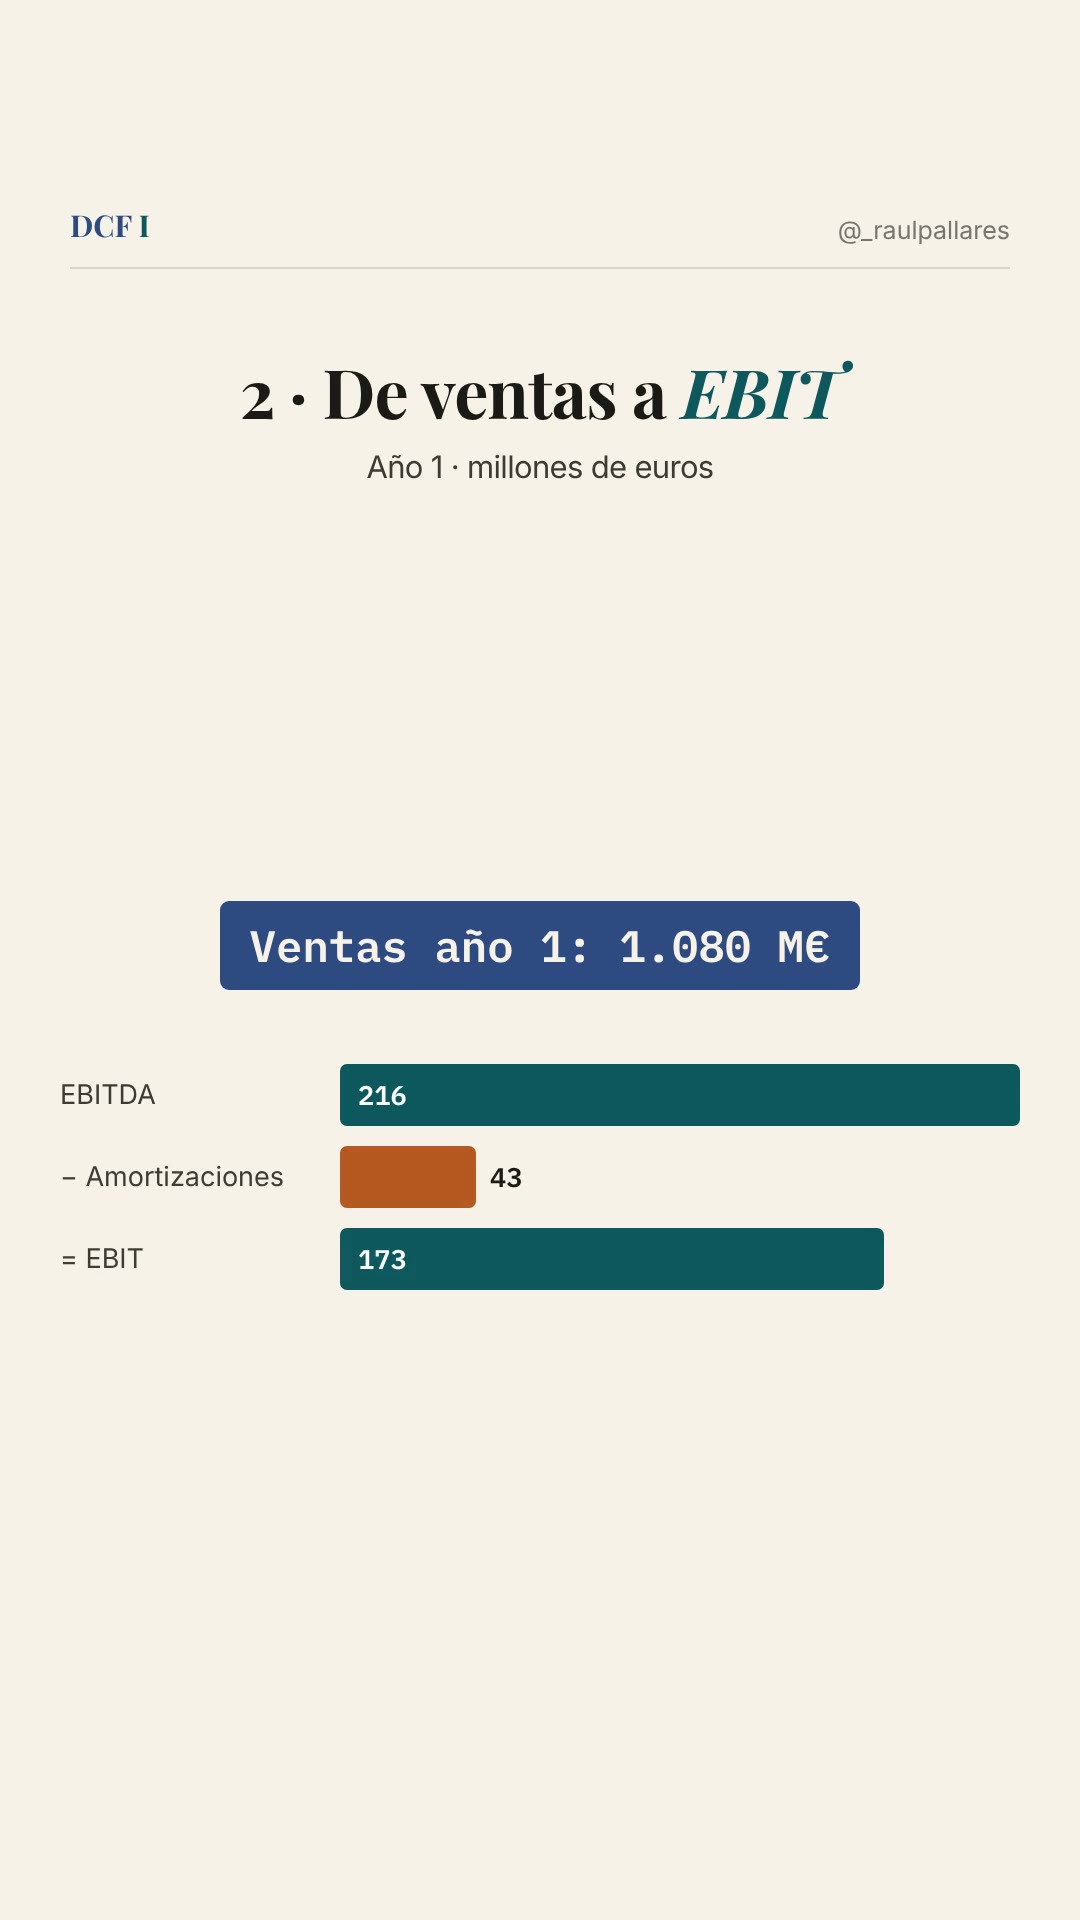 DCF I
@_raulpallares
2 · De ventas a EBIT
Año 1 · millones de euros
Ventas año 1: 1.080 M€
EBITDA 216
− Amortizaciones 43
= EBIT 173